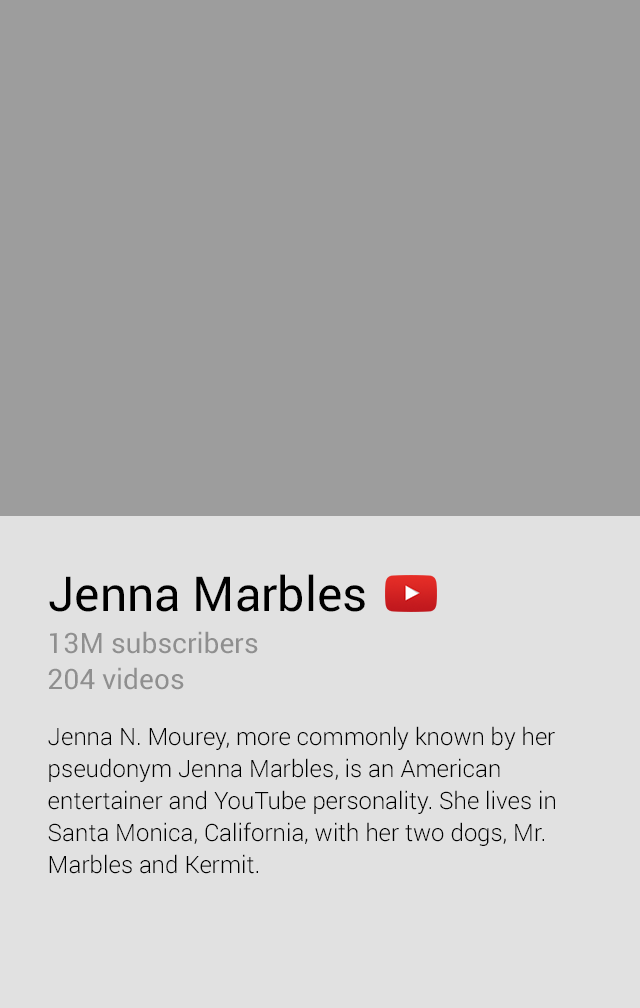 Jenna Marbles
13M subscribers
204 videos
Jenna N. Mourey, more commonly known by her
pseudonym Jenna Marbles, is an American
entertainer and YouTube personality. She lives in
Santa Monica, California, with her two dogs, Mr.
Marbles and Kermit.